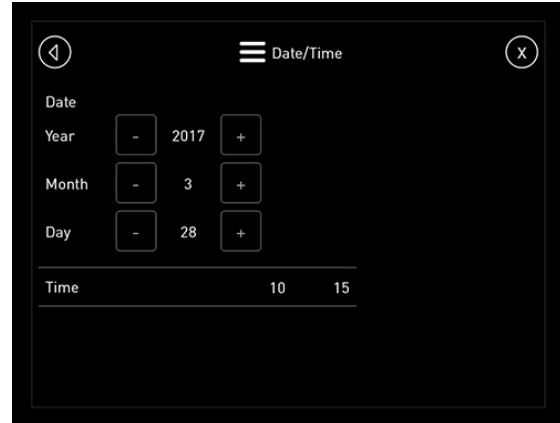 Date/Time X
Date
Year - 2017 +
Month - 3 +
Day - 28 +
Time 10 15